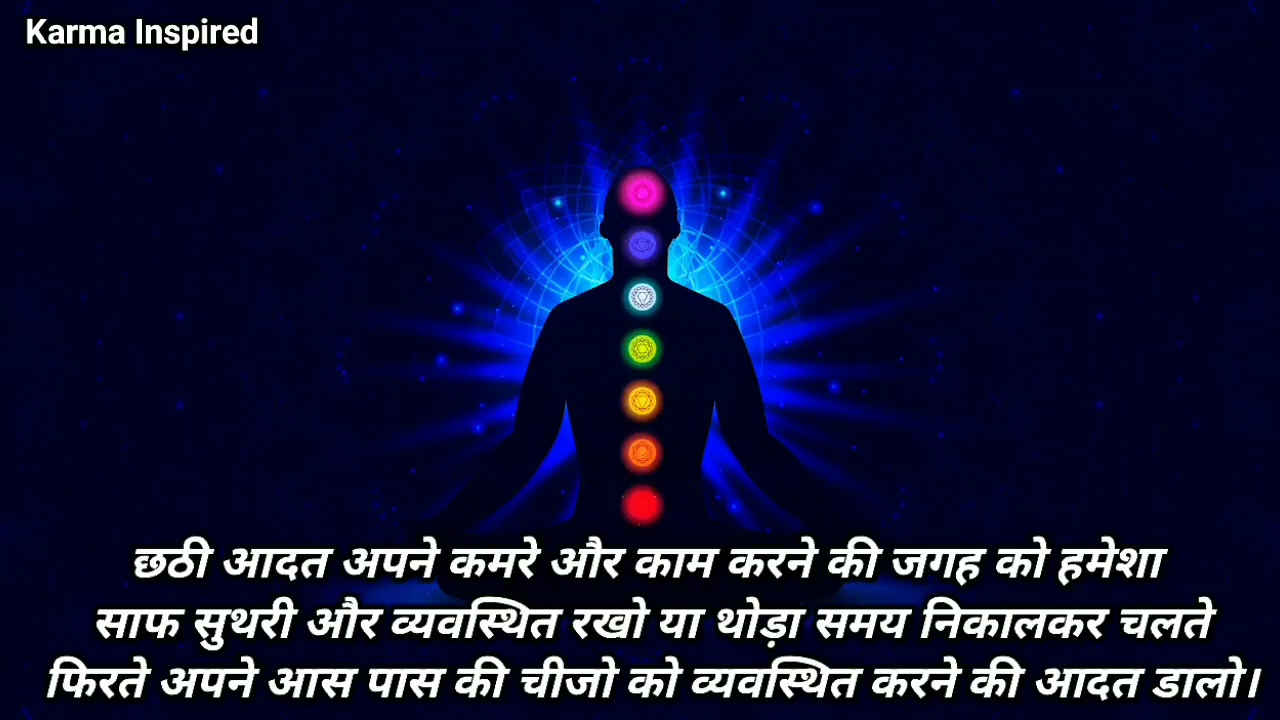 Karma Inspired
छठी आदत अपने कमरे और काम करने की जगह को हमेशा
साफ सुथरी और व्यवस्थित रखो या थोड़ा समय निकालकर चलते
फिरते अपने आस पास की चीजो को व्यवस्थित करने की आदत डालो।